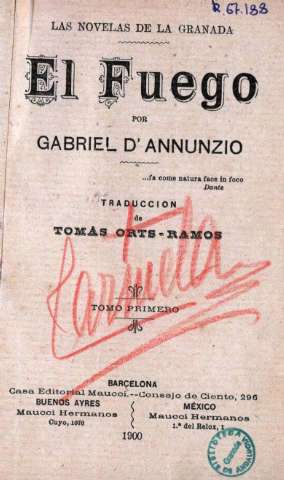 R 67.188
LAS NOVELAS DE LA GRANADA
El Fuego
POR
GABRIEL D' ANNUNZIO
...fa come natura face in foco
Dante
TRADUCCION
de
TOMÁS ORTS-RAMOS
TOMO PRIMERO
BARCELONA
Casa Editorial Maucci.--Consejo de Ciento, 296
BUENOS AYRES
Maucci Hermanos
Cuyo, 1070
MÉXICO
Maucci Hermanos
1.ª del Relox, 1
1900
BIBLIOTECA
Granada